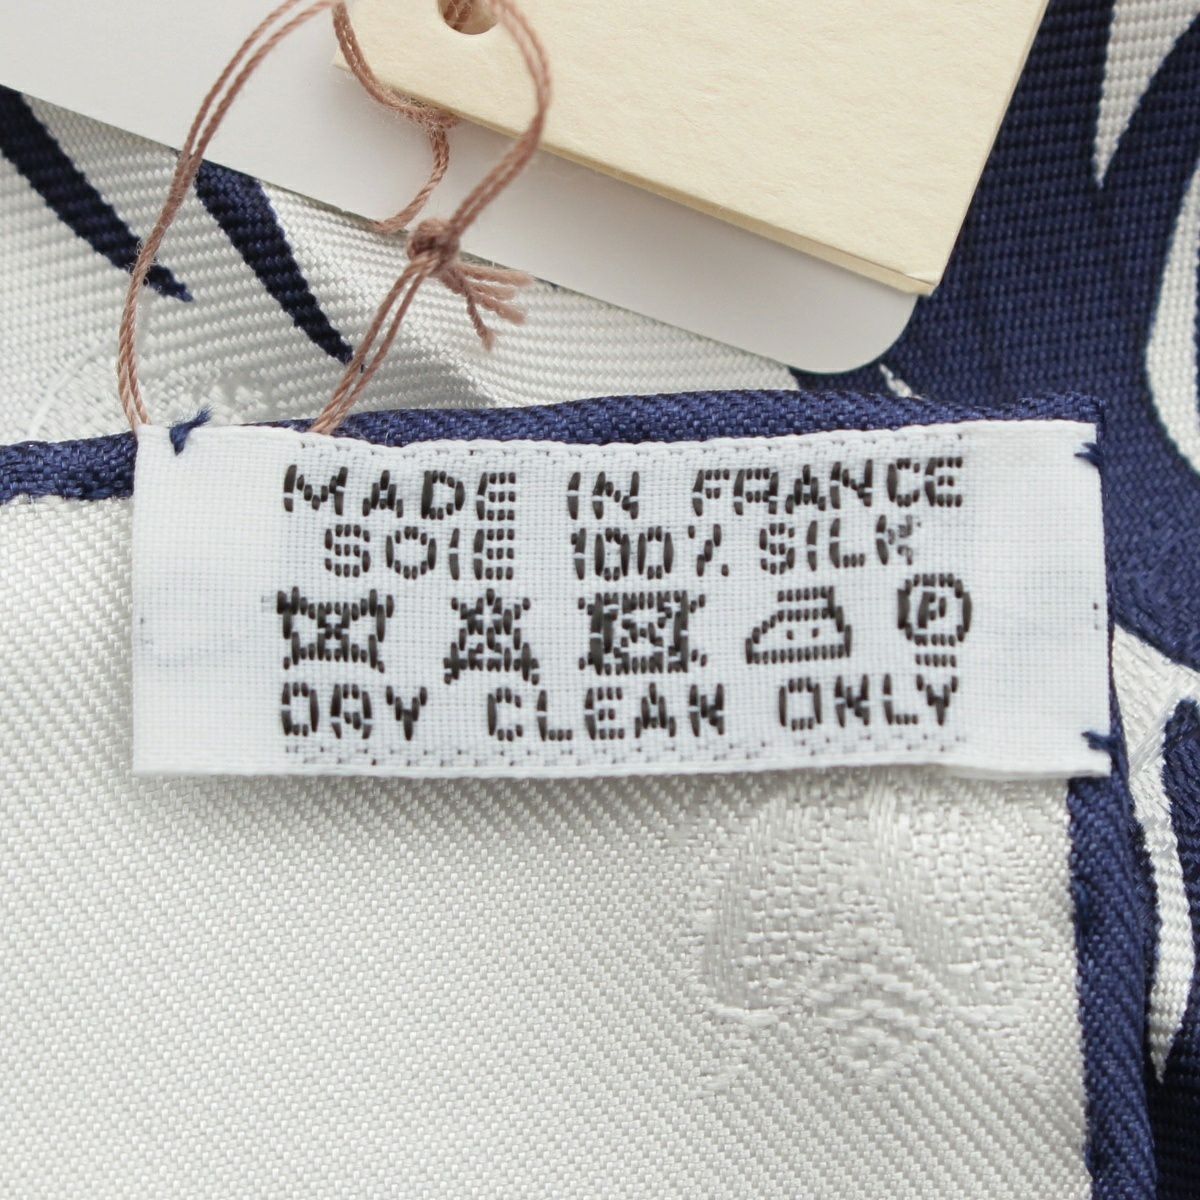 MADE IN FRANCE
SOIE 100% SILK
P
DRY CLEAN ONLY